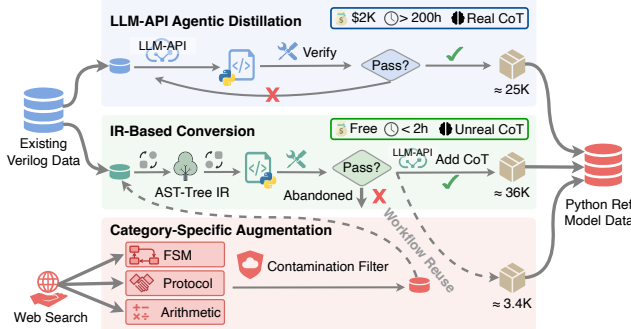 LLM-API Agentic Distillation
$2K > 200h Real CoT
LLM-API
Verify
Pass?
≈ 25K
Existing
Verilog Data
IR-Based Conversion
Free < 2h Unreal CoT
AST-Tree IR
Pass?
LLM-API
Add CoT
Abandoned
≈ 36K
Python Ref
Model Data
Workflow Reuse
Category-Specific Augmentation
FSM
Protocol
Arithmetic
Contamination Filter
Web Search
≈ 3.4K